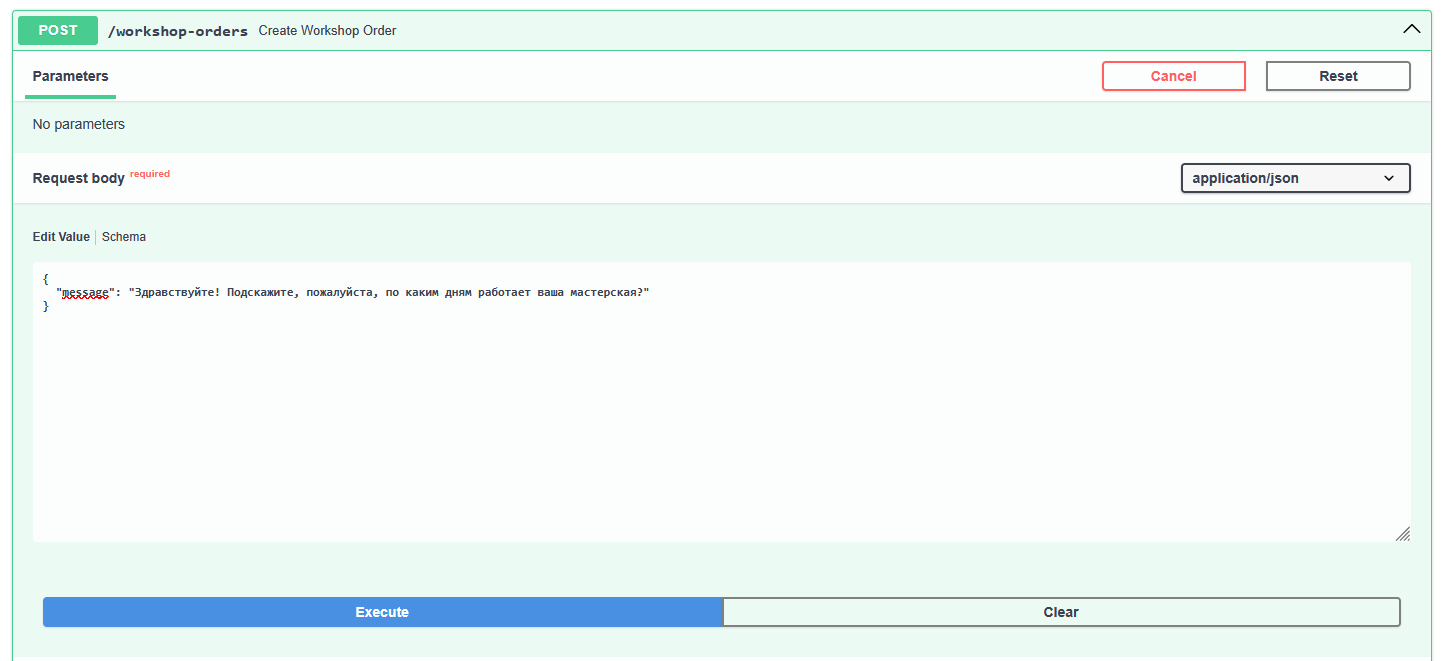 POST /workshop-orders Create Workshop Order
Parameters Cancel Reset
No parameters
Request body required application/json
Edit Value Schema
{
"message": "Здравствуйте! Подскажите, пожалуйста, по каким дням работает ваша мастерская?"
}
Execute Clear